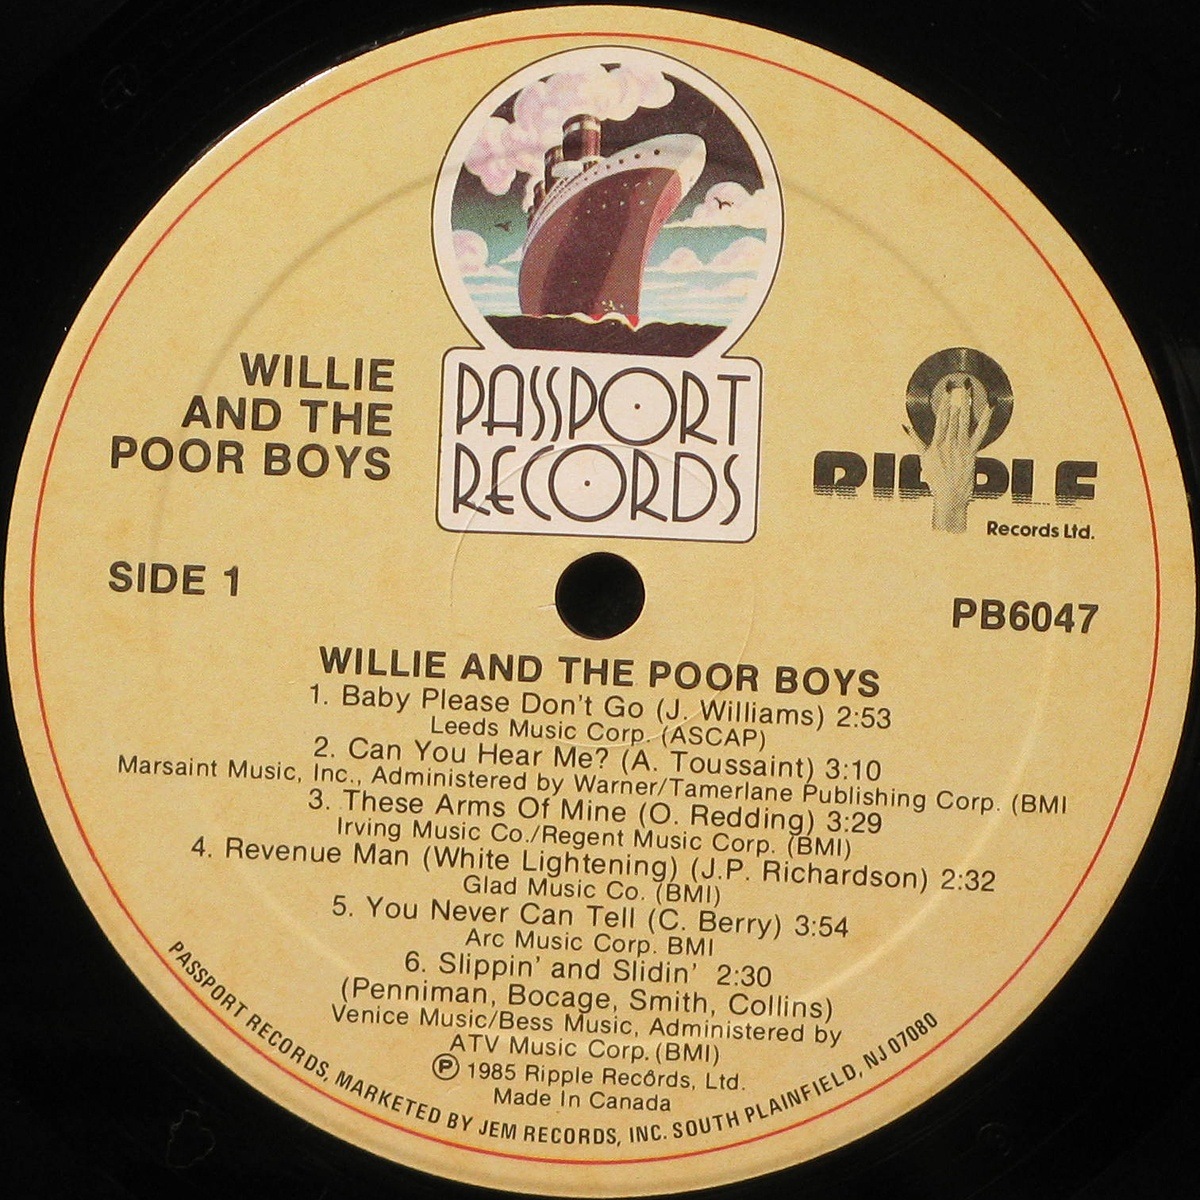 PASSPORT
RECORDS
WILLIE
AND THE
POOR BOYS
RIPPLE
Records Ltd.
SIDE 1
PB6047
WILLIE AND THE POOR BOYS
1. Baby Please Don't Go (J. Williams) 2:53
Leeds Music Corp. (ASCAP)
2. Can You Hear Me? (A. Toussaint) 3:10
Marsaint Music, Inc., Administered by Warner/Tamerlane Publishing Corp. (BMI
3. These Arms Of Mine (O. Redding) 3:29
Irving Music Co./Regent Music Corp. (BMI)
4. Revenue Man (White Lightening) (J.P. Richardson) 2:32
Glad Music Co. (BMI)
5. You Never Can Tell (C. Berry) 3:54
Arc Music Corp. BMI
6. Slippin' and Slidin' 2:30
(Penniman, Bocage, Smith, Collins)
Venice Music/Bess Music, Administered by
ATV Music Corp. (BMI)
Ⓟ 1985 Ripple Records, Ltd.
Made In Canada
PASSPORT RECORDS, MARKETED BY JEM RECORDS, INC. SOUTH PLAINFIELD, NJ 07080